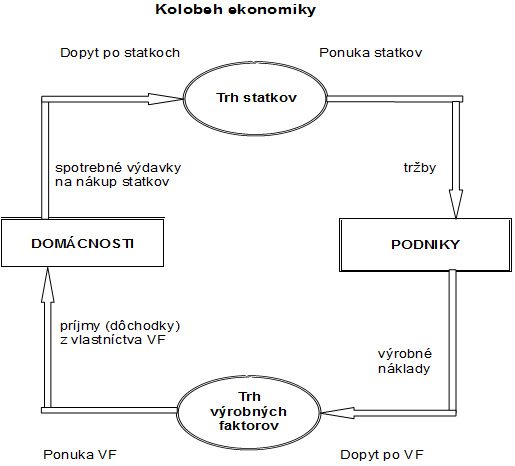 Kolobeh ekonomiky
Dopyt po statkoch
Ponuka statkov
Trh statkov
spotrebné výdavky
na nákup statkov
tržby
DOMÁCNOSTI
PODNIKY
príjmy (dôchodky)
z vlastníctva VF
výrobné
náklady
Trh
výrobných
faktorov
Ponuka VF
Dopyt po VF